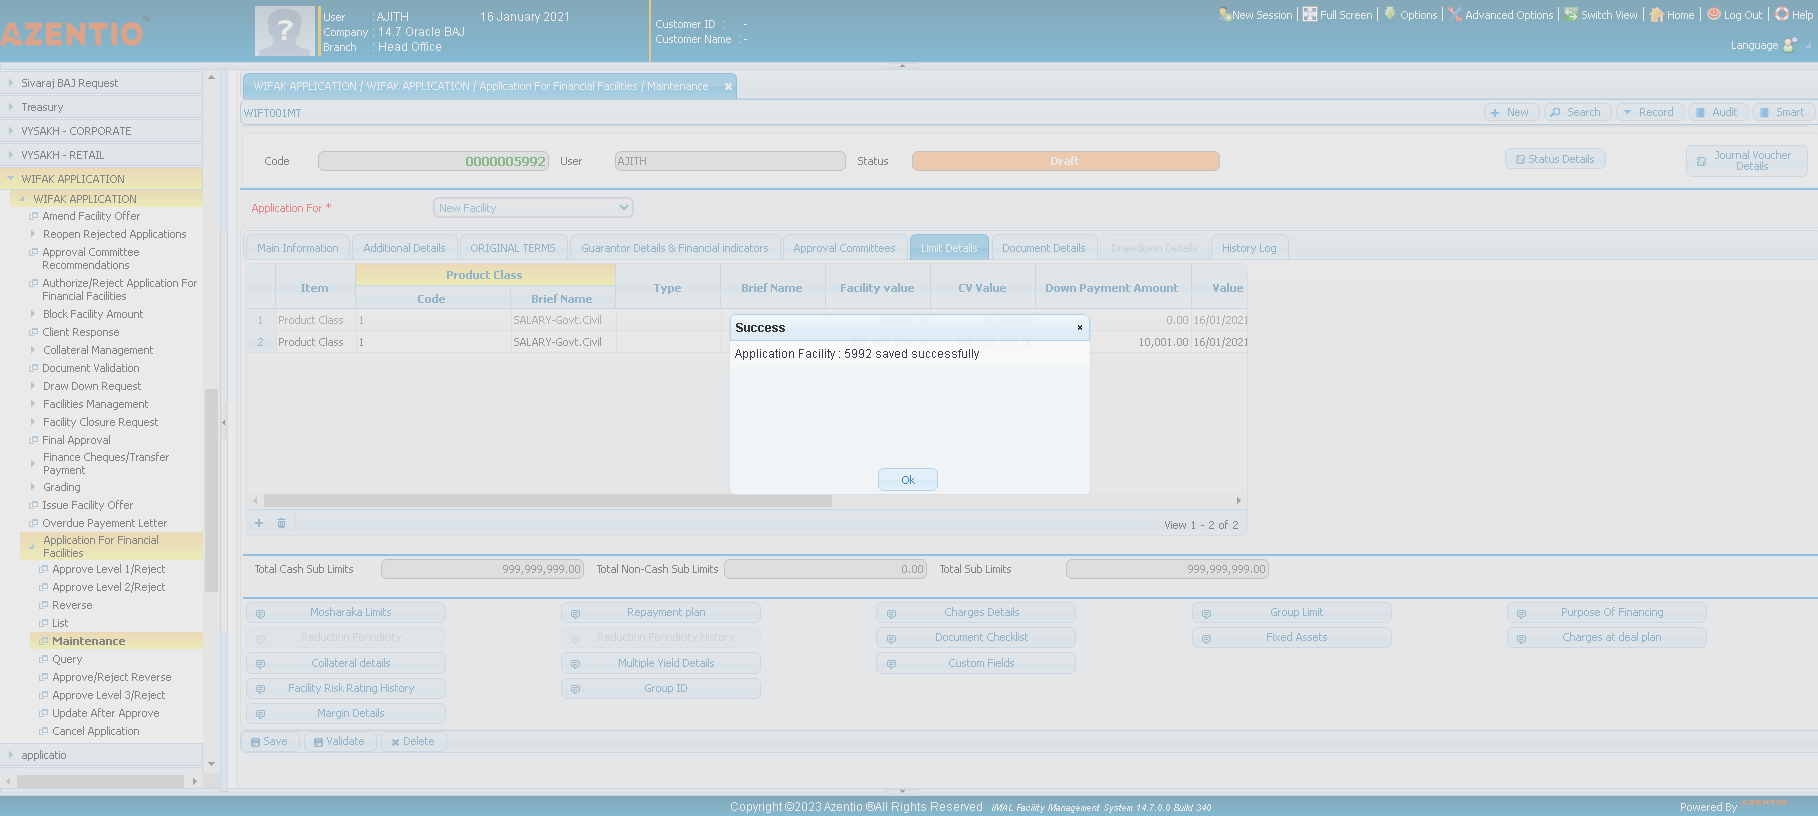 AZENTIO™
User : AJITH 16 January 2021
Company : 14.7 Oracle BAJ
Branch : Head Office
Customer ID : -
Customer Name : -
New Session Full Screen Options Advanced Options Switch View Home Log Out Help
Language
Sivaraj BAJ Request
Treasury
VYSAKH - CORPORATE
VYSAKH - RETAIL
WIFAK APPLICATION
WIFAK APPLICATION
Amend Facility Offer
Reopen Rejected Applications
Approval Committee
Recommendations
Authorize/Reject Application For
Financial Facilities
Block Facility Amount
Client Response
Collateral Management
Document Validation
Draw Down Request
Facilities Management
Facility Closure Request
Final Approval
Finance Cheques/Transfer
Payment
Grading
Issue Facility Offer
Overdue Payement Letter
Application For Financial
Facilities
Approve Level 1/Reject
Approve Level 2/Reject
Reverse
List
Maintenance
Query
Approve/Reject Reverse
Approve Level 3/Reject
Update After Approve
Cancel Application
applicatio
WIFAK APPLICATION / WIFAK APPLICATION / Application For Financial Facilities / Maintenance
WIFT001MT
New Search Record Audit Smart
Code 0000005992 User AJITH Status Draft
Status Details
Journal Voucher
Details
Application For * New Facility
Main Information Additional Details ORIGINAL TERMS Guarantor Details & Financial indicators Approval Committees Limit Details Document Details Drawdown Details History Log
Item Product Class Type Brief Name Facility value CV Value Down Payment Amount Value
Code Brief Name
1 Product Class 1 SALARY-Govt.Civil 0.00 16/01/2021
2 Product Class 1 SALARY-Govt.Civil 10,001.00 16/01/2021
Success
Application Facility : 5992 saved successfully
Ok
View 1 - 2 of 2
Total Cash Sub Limits 999,999,999.00 Total Non-Cash Sub Limits 0.00 Total Sub Limits 999,999,999.00
Mosharaka Limits Repayment plan Charges Details Group Limit Purpose Of Financing
Reduction Periodicity Reduction Periodicity History Document Checklist Fixed Assets Charges at deal plan
Collateral details Multiple Yield Details Custom Fields
Facility Risk Rating History Group ID
Margin Details
Save Validate Delete
Copyright ©2023 Azentio ®All Rights Reserved iMAL Facility Management System 14.7.0.0 Build 340
Powered By AZENTIO